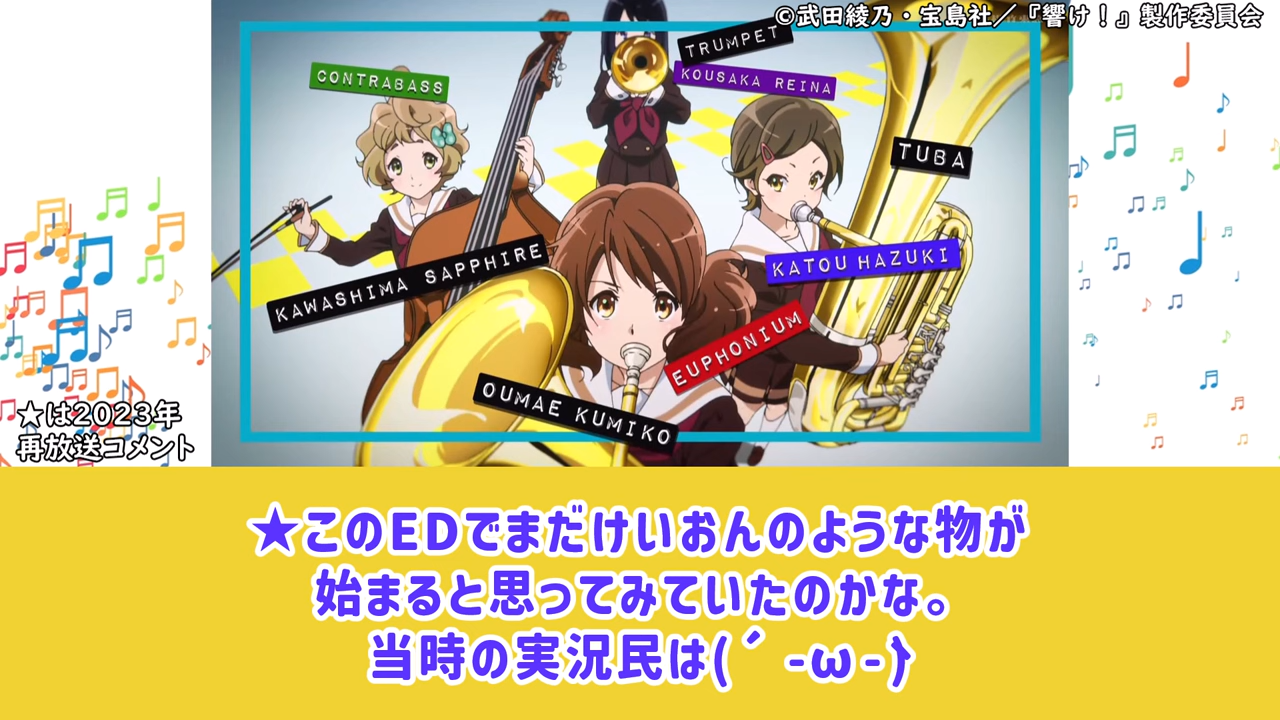 ©武田綾乃・宝島社／『響け！』製作委員会
TRUMPET
KOUSAKA REINA
CONTRABASS
TUBA
KAWASHIMA SAPPHIRE
KATOU HAZUKI
EUPHONIUM
OUMAE KUMIKO
★は2023年
再放送コメント
★このEDでまだけいおんのような物が
始まると思ってみていたのかな。
当時の実況民は(´-ω-)